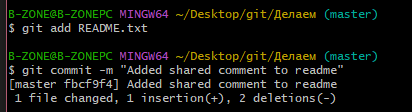 B-ZONE@B-ZONEPC MINGW64 ~/Desktop/git/Делаем (master)
$ git add README.txt
B-ZONE@B-ZONEPC MINGW64 ~/Desktop/git/Делаем (master)
$ git commit -m "Added shared comment to readme"
[master fbcf9f4] Added shared comment to readme
 1 file changed, 1 insertion(+), 2 deletions(-)